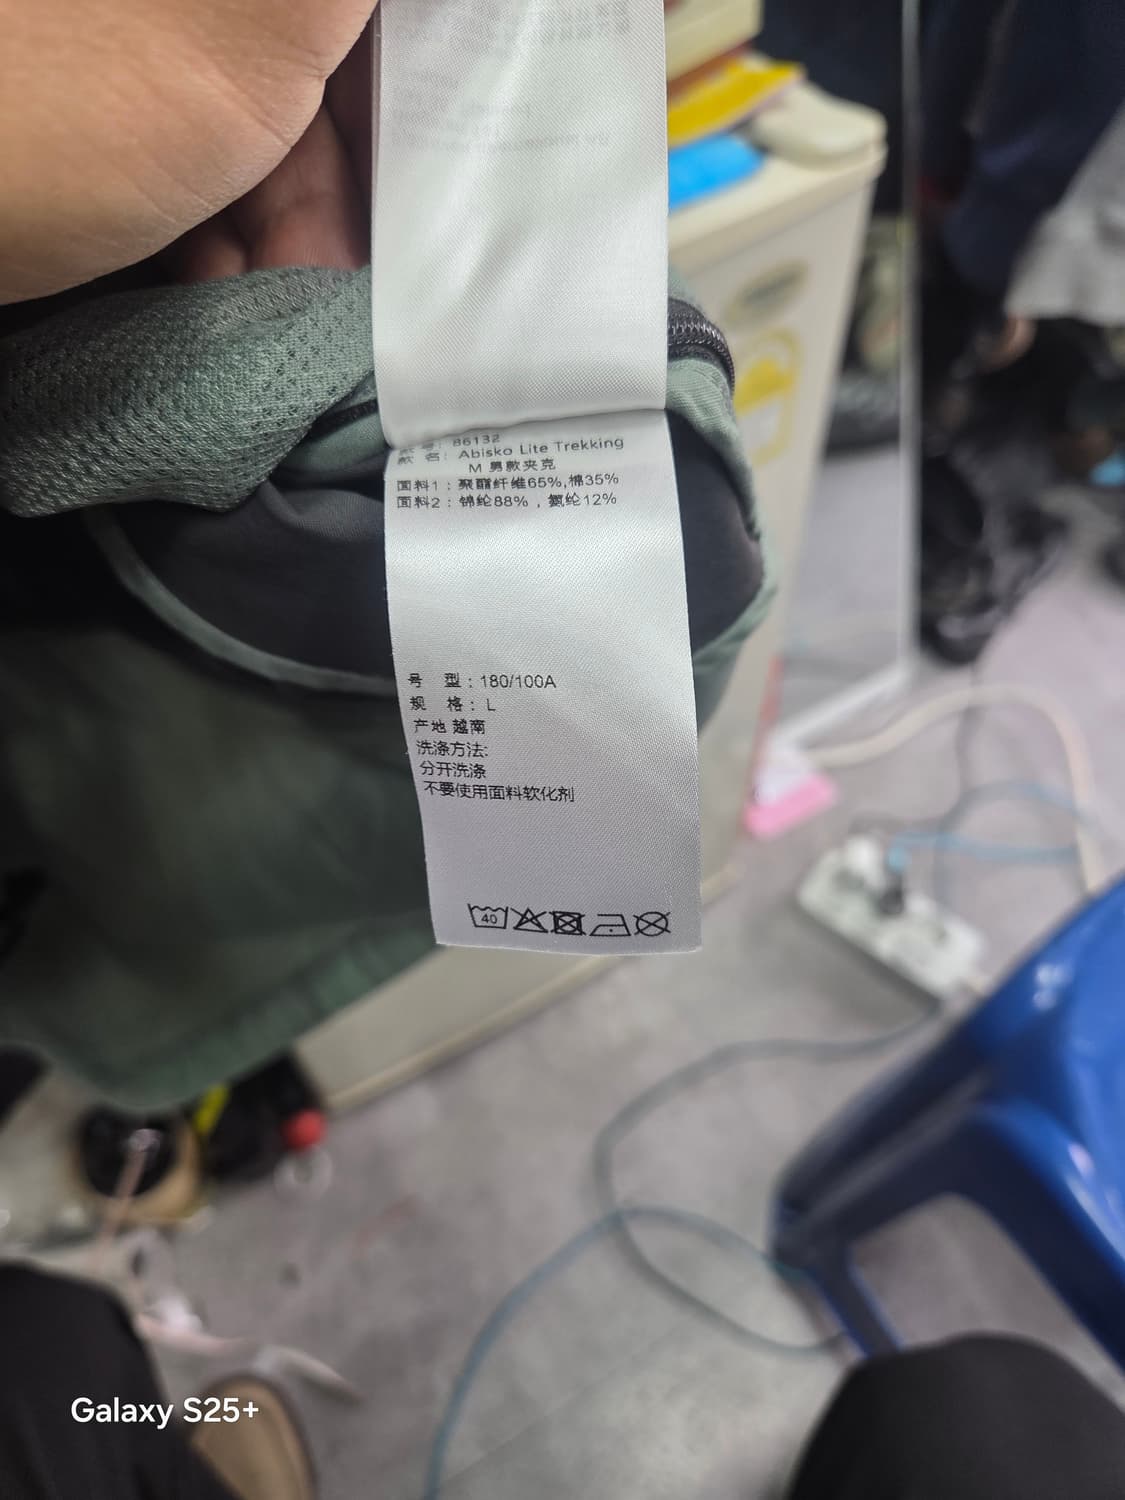 号: 86132
款 名: Abisko Lite Trekking
M 男款夹克
面料1: 聚酯纤维65%,棉35%
面料2: 锦纶88%, 氨纶12%
号 型: 180/100A
规 格: L
产地 越南
洗涤方法:
分开洗涤
不要使用面料软化剂
40
Galaxy S25+